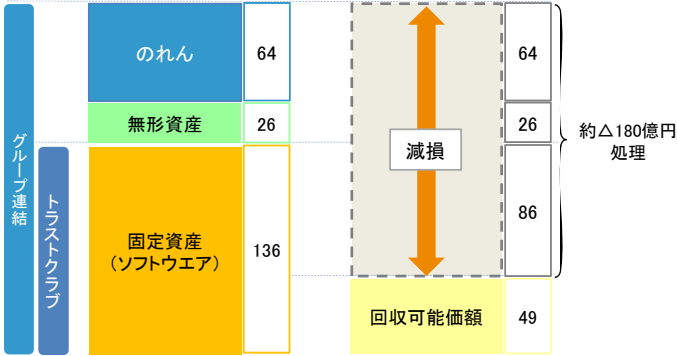 グループ連結
トラストクラブ
のれん
64
無形資産
26
固定資産
(ソフトウエア)
136
減損
64
26
86
回収可能価額
49
約△180億円
処理